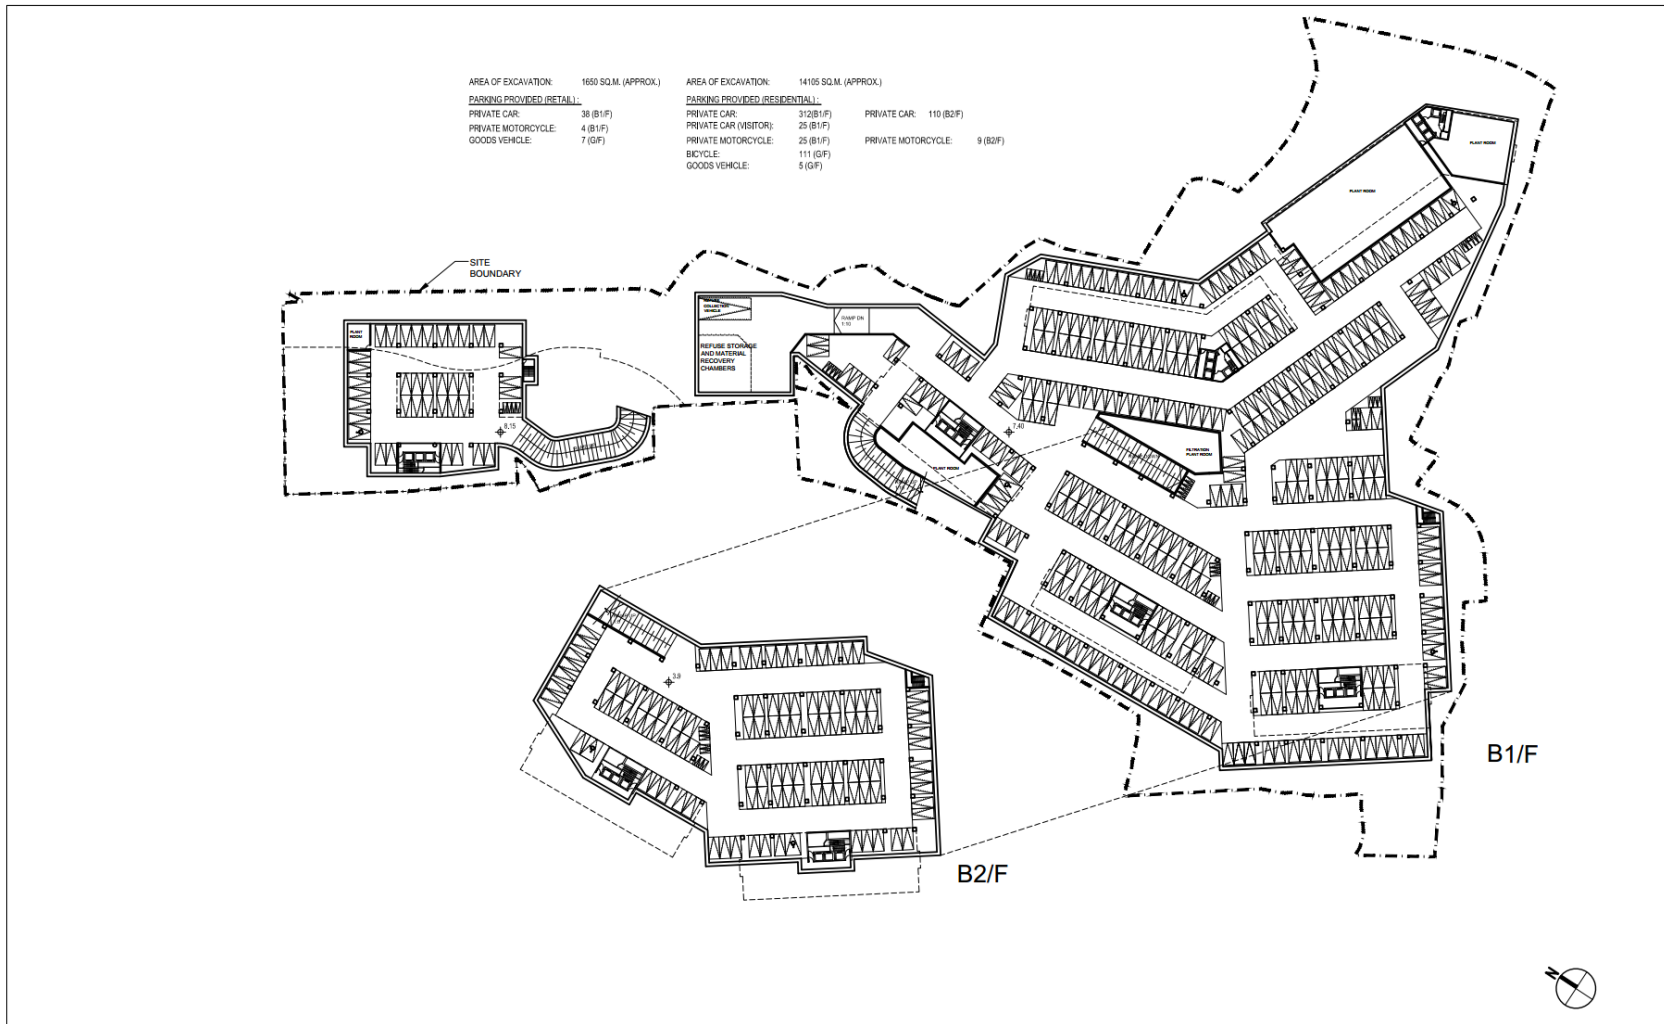 AREA OF EXCAVATION: 1650 SQ.M. (APPROX.)
PARKING PROVIDED (RETAIL) :
PRIVATE CAR: 38 (B1/F)
PRIVATE MOTORCYCLE: 4 (B1/F)
GOODS VEHICLE: 7 (G/F)
AREA OF EXCAVATION: 14105 SQ.M. (APPROX.)
PARKING PROVIDED (RESIDENTIAL) :
PRIVATE CAR: 312(B1/F) PRIVATE CAR: 110 (B2/F)
PRIVATE CAR (VISITOR): 25 (B1/F)
PRIVATE MOTORCYCLE: 25 (B1/F) PRIVATE MOTORCYCLE: 9 (B2/F)
BICYCLE: 111 (G/F)
GOODS VEHICLE: 5 (G/F)
PLANT ROOM
PLANT ROOM
SITE
BOUNDARY
COLLECTION
VEHICLE
RAMP DN
1:10
PLANT
ROOM
REFUSE STORAGE
AND MATERIAL
RECOVERY
CHAMBERS
8.15
7.40
FILTRATION
PLANT ROOM
PLANT ROOM
3.9
B1/F
B2/F
N